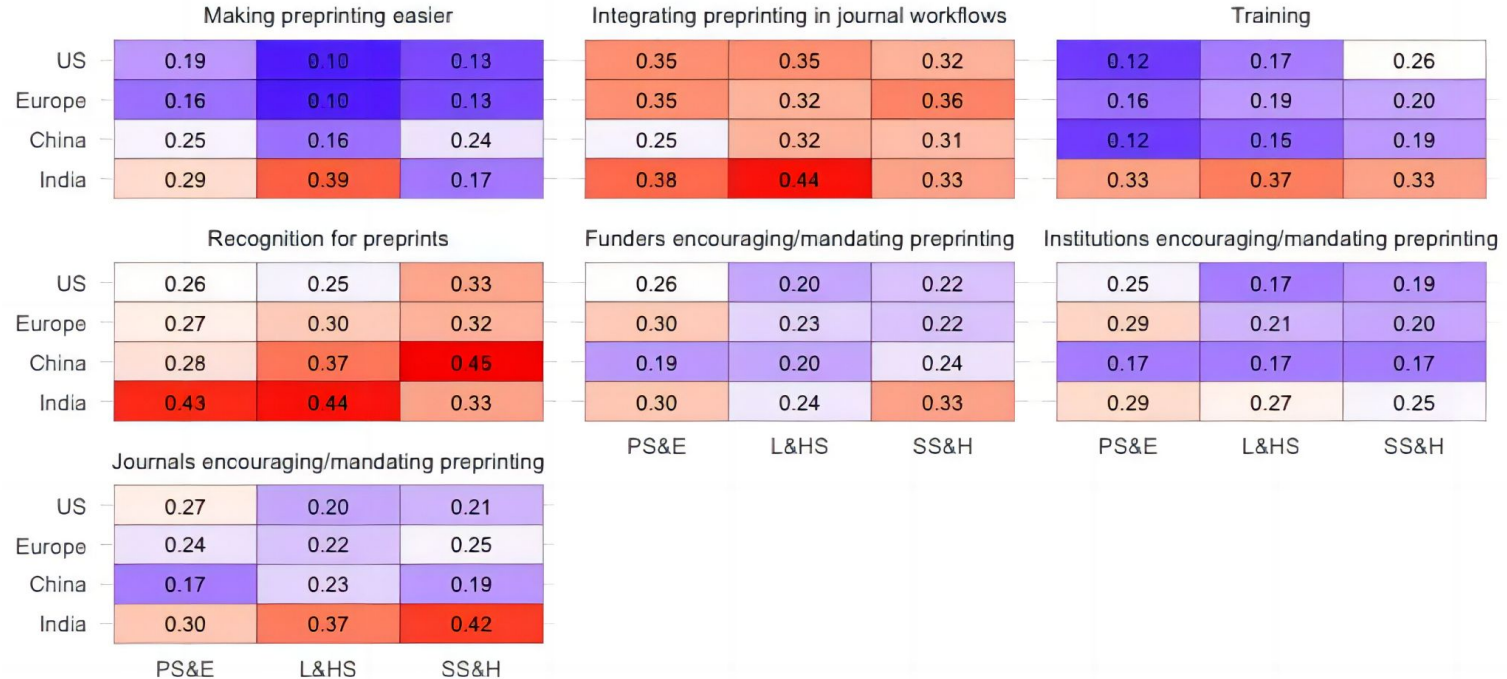 Making preprinting easier Integrating preprinting in journal workflows Training
US 0.19 0.10 0.13 0.35 0.35 0.32 0.12 0.17 0.26
Europe 0.16 0.10 0.13 0.35 0.32 0.36 0.16 0.19 0.20
China 0.25 0.16 0.24 0.25 0.32 0.31 0.12 0.16 0.19
India 0.29 0.39 0.17 0.38 0.44 0.33 0.33 0.37 0.33
Recognition for preprints Funders encouraging/mandating preprinting Institutions encouraging/mandating preprinting
US 0.26 0.25 0.33 0.26 0.20 0.22 0.25 0.17 0.19
Europe 0.27 0.30 0.32 0.30 0.23 0.22 0.29 0.21 0.20
China 0.28 0.37 0.45 0.19 0.20 0.24 0.17 0.17 0.17
India 0.43 0.44 0.33 0.30 0.24 0.33 0.29 0.27 0.25
PS&E L&HS SS&H PS&E L&HS SS&H
Journals encouraging/mandating preprinting
US 0.27 0.20 0.21
Europe 0.24 0.22 0.25
China 0.17 0.23 0.19
India 0.30 0.37 0.42
PS&E L&HS SS&H